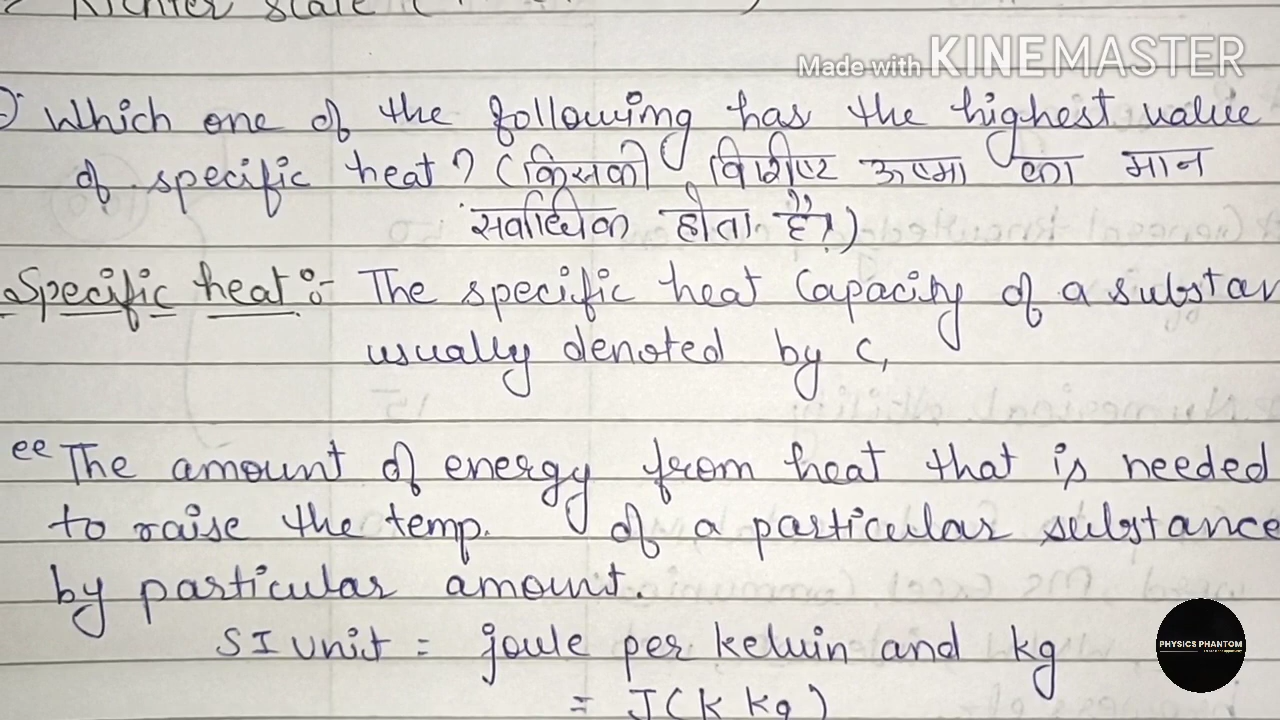 Richter scale (
Made with KINEMASTER
Which one of the following has the highest value
of specific heat? (किसकी विशिष्ट ऊष्मा का मान
सर्वाधिक होता है?)
Specific heat :- The specific heat Capacity of a substan
usually denoted by c,
The amount of energy from heat that is needed
to raise the temp. of a particular substance
by particular amount.
SI unit = joule per kelvin and kg
= J(K kg)
PHYSICS PHANTOM